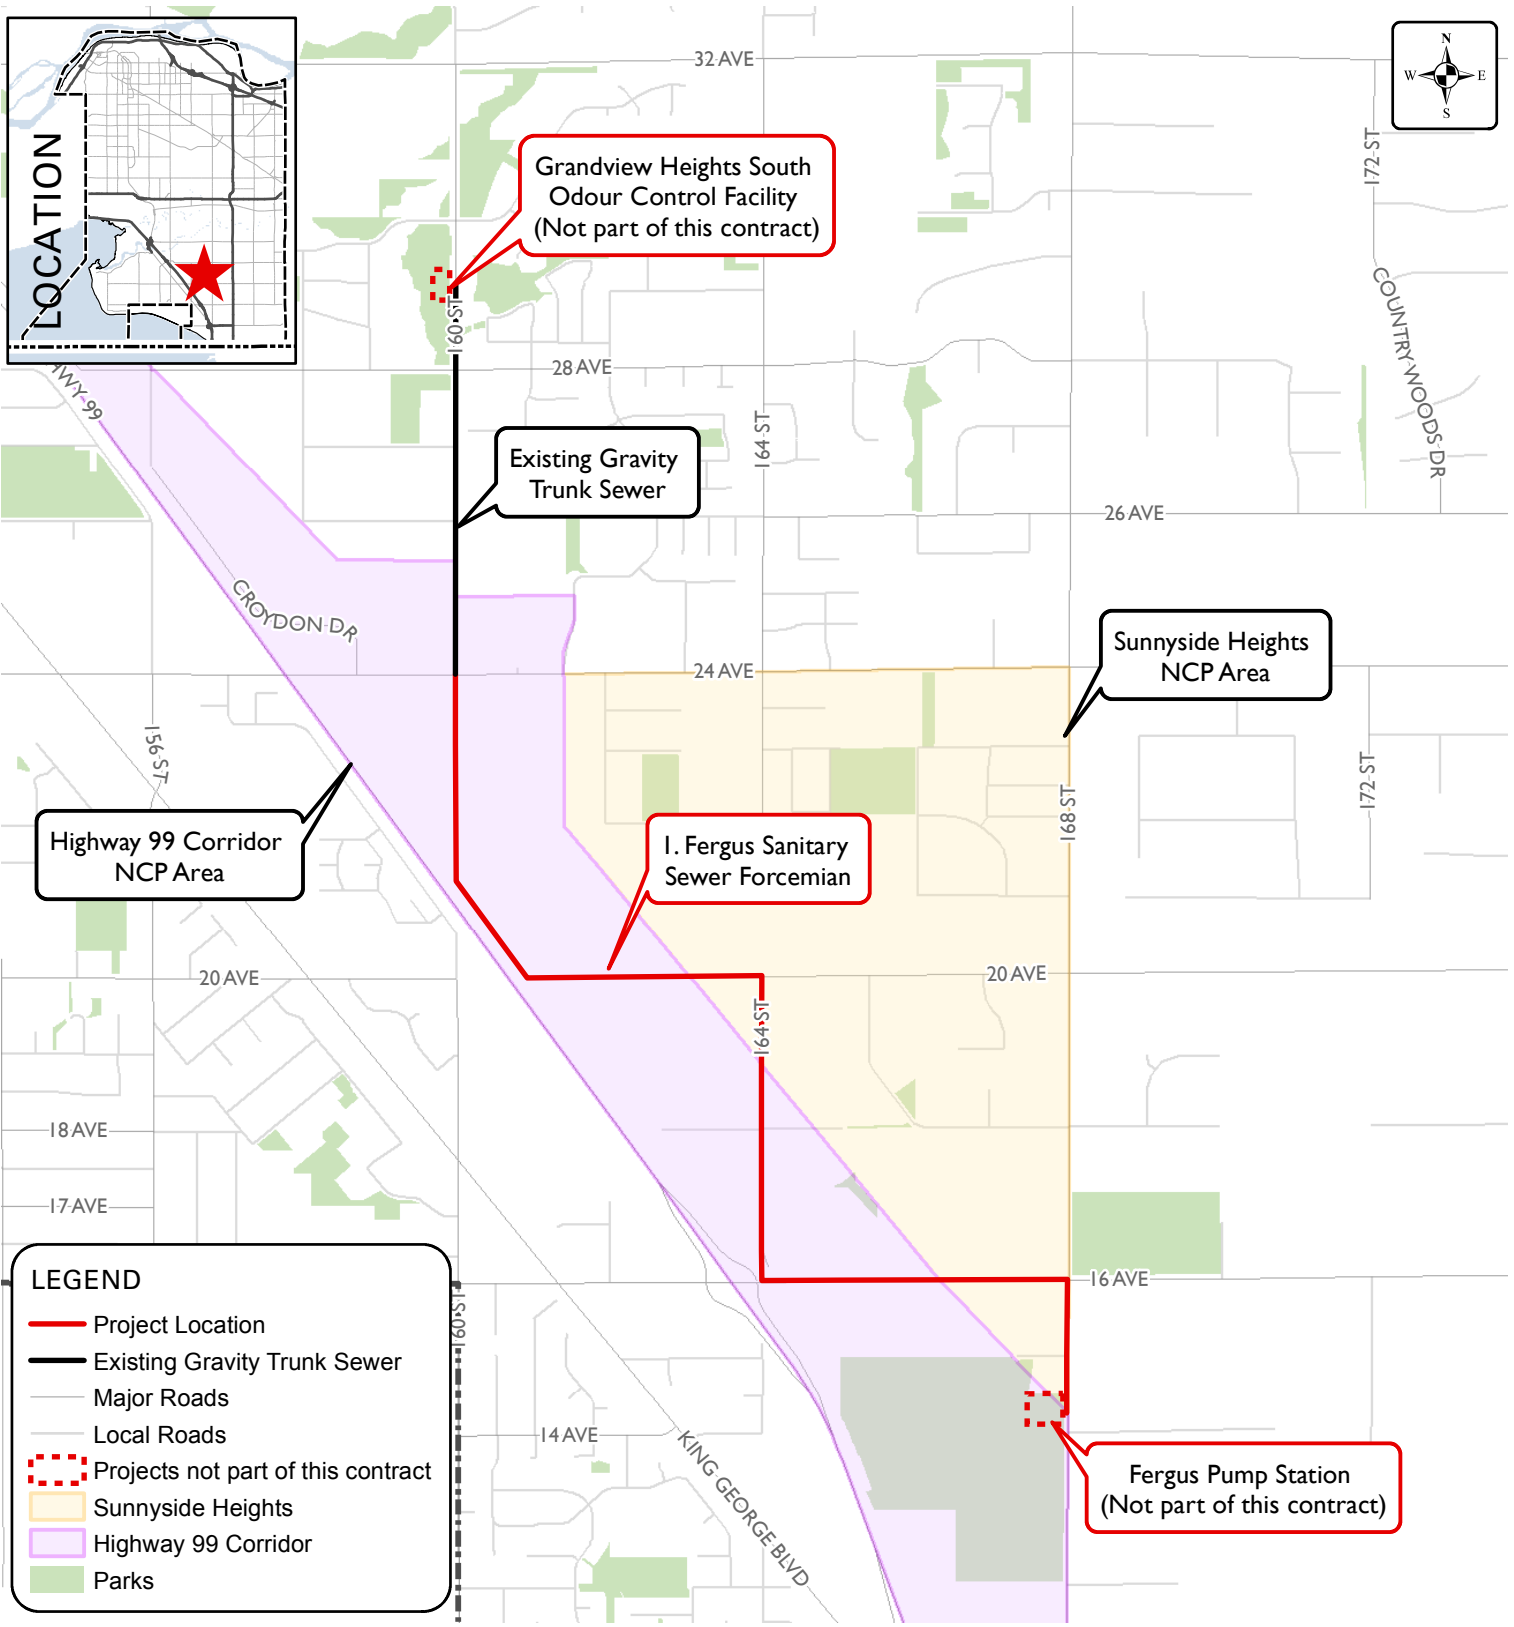 LOCATION
N
W
E
S
32 AVE
172 ST
Grandview Heights South
Odour Control Facility
(Not part of this contract)
COUNTRY WOODS DR
160 ST
28 AVE
HWY 99
164 ST
Existing Gravity
Trunk Sewer
26 AVE
CROYDON DR
Sunnyside Heights
NCP Area
24 AVE
156 ST
172 ST
168 ST
Highway 99 Corridor
NCP Area
1. Fergus Sanitary
Sewer Forcemian
20 AVE
20 AVE
164 ST
18 AVE
17 AVE
16 AVE
160 ST
14 AVE
KING GEORGE BLVD
Fergus Pump Station
(Not part of this contract)
LEGEND
Project Location
Existing Gravity Trunk Sewer
Major Roads
Local Roads
Projects not part of this contract
Sunnyside Heights
Highway 99 Corridor
Parks